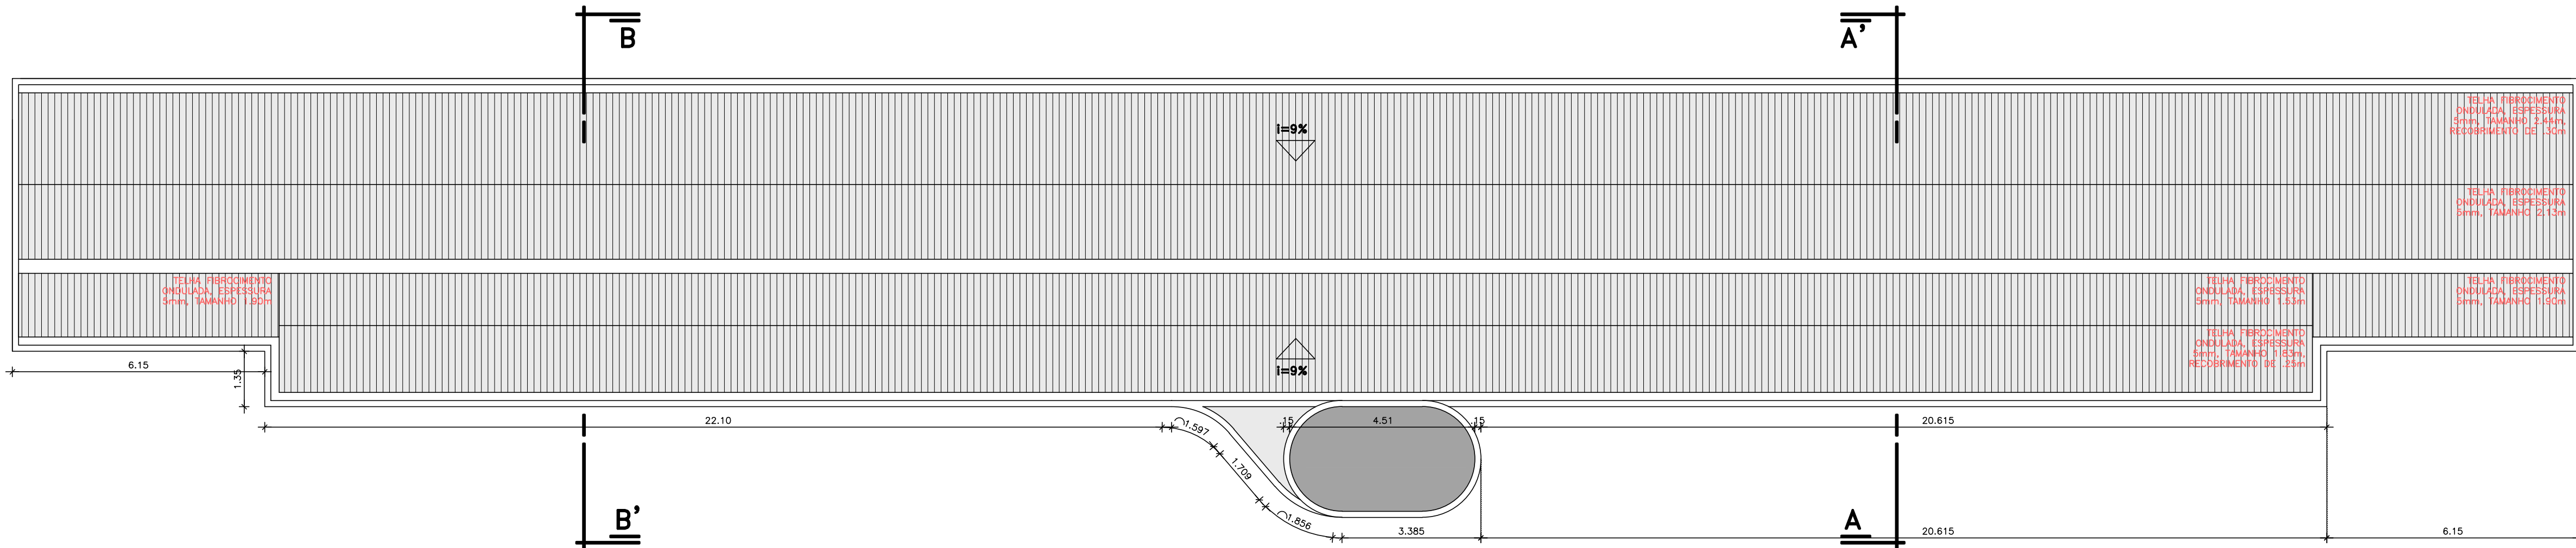 B
A'
TELHA FIBROCIMENTO
ONDULADA, ESPESSURA
5mm, TAMANHO 2.44m,
RECOBRIMENTO DE .30m
i=9%
TELHA FIBROCIMENTO
ONDULADA, ESPESSURA
5mm, TAMANHO 2.13m
TELHA FIBROCIMENTO
ONDULADA, ESPESSURA
5mm, TAMANHO 1.90m
TELHA FIBROCIMENTO
ONDULADA, ESPESSURA
5mm, TAMANHO 1.53m
TELHA FIBROCIMENTO
ONDULADA, ESPESSURA
5mm, TAMANHO 1.90m
TELHA FIBROCIMENTO
ONDULADA, ESPESSURA
5mm, TAMANHO 1.83m,
RECOBRIMENTO DE .25m
i=9%
6.15
1.35
22.10
1.597
.15
4.51
.15
20.615
1.709
1.856
3.385
20.615
6.15
B'
A